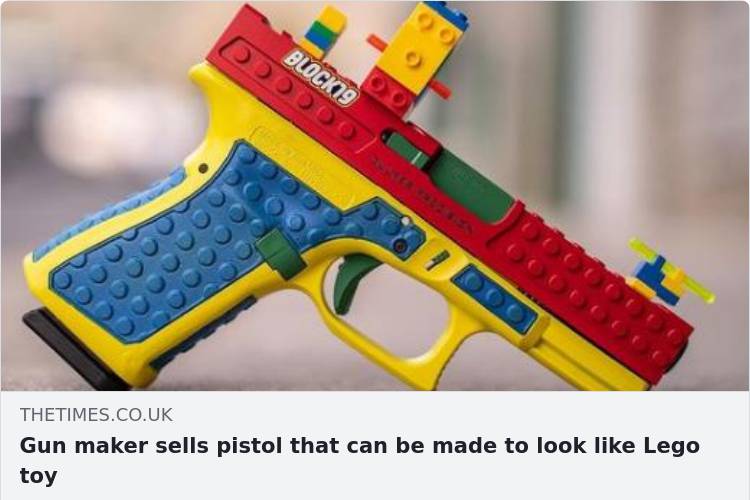 BLOCK19
THETIMES.CO.UK
Gun maker sells pistol that can be made to look like Lego
toy